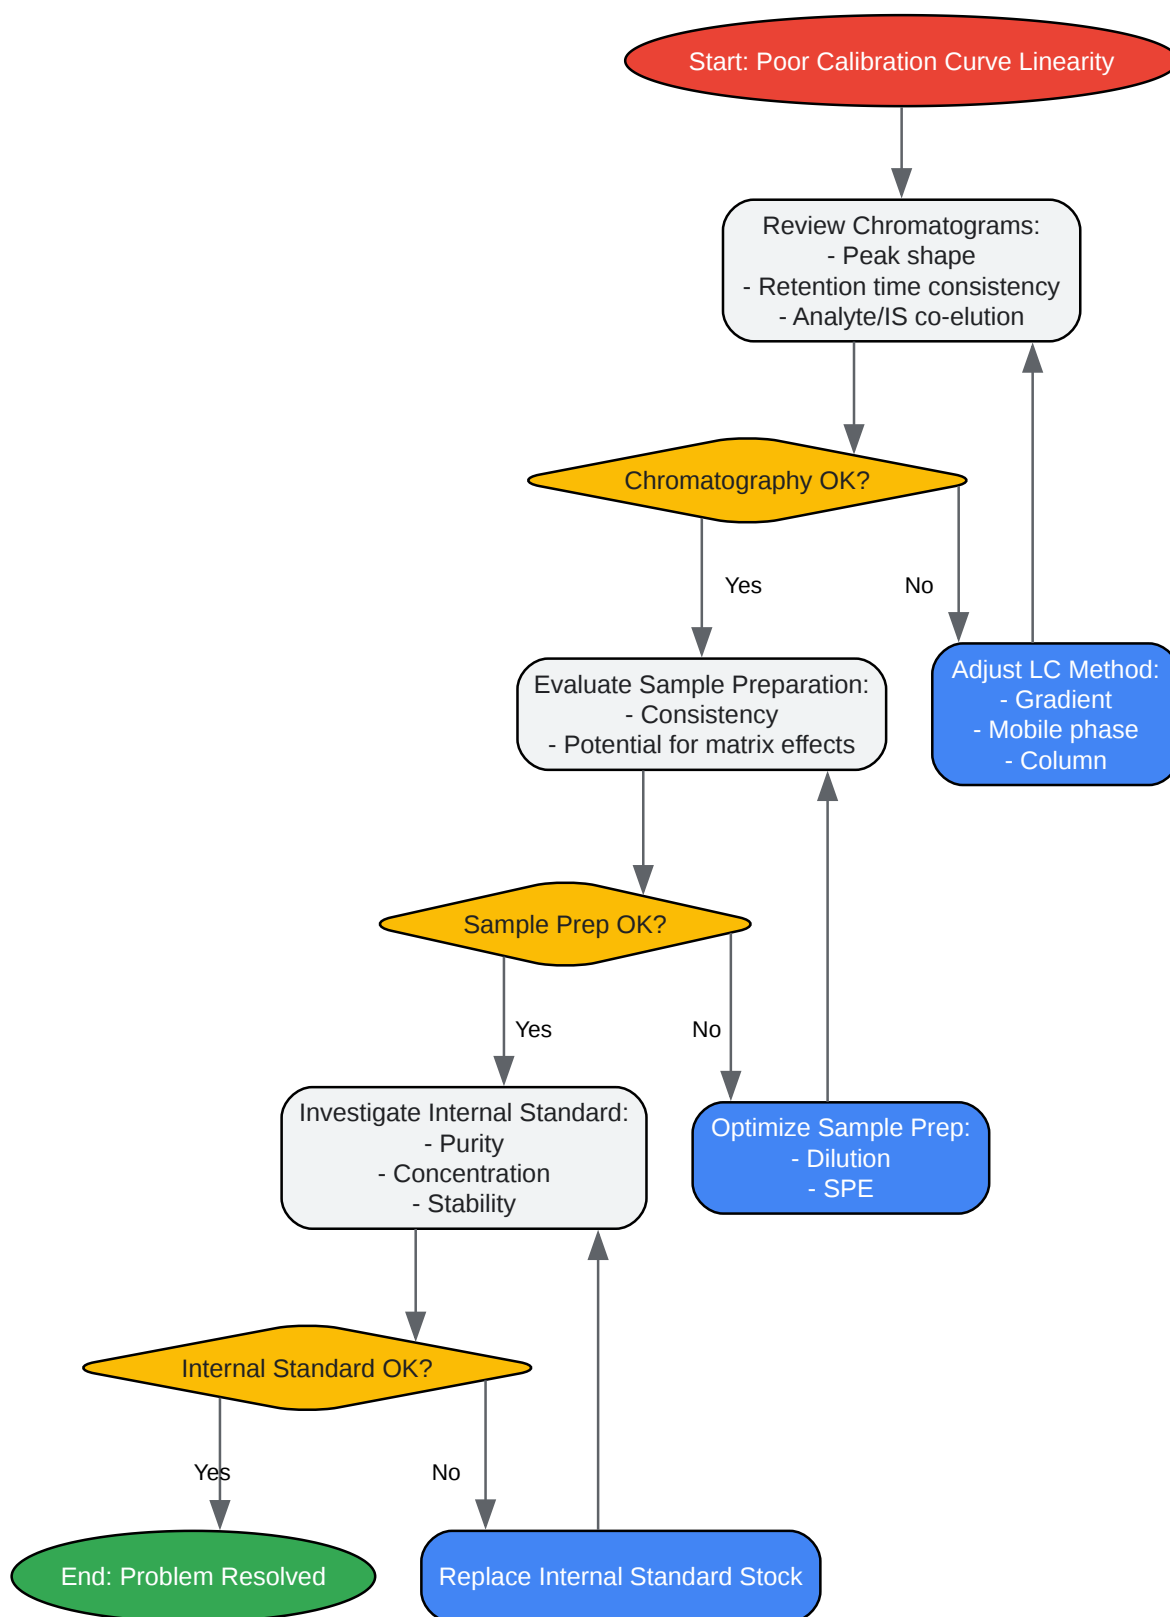 Start: Poor Calibration Curve Linearity
Review Chromatograms:
- Peak shape
- Retention time consistency
- Analyte/IS co-elution
Chromatography OK?
Yes
No
Evaluate Sample Preparation:
- Consistency
- Potential for matrix effects
Adjust LC Method:
- Gradient
- Mobile phase
- Column
Sample Prep OK?
Yes
No
Investigate Internal Standard:
- Purity
- Concentration
- Stability
Optimize Sample Prep:
- Dilution
- SPE
Internal Standard OK?
Yes
No
End: Problem Resolved
Replace Internal Standard Stock